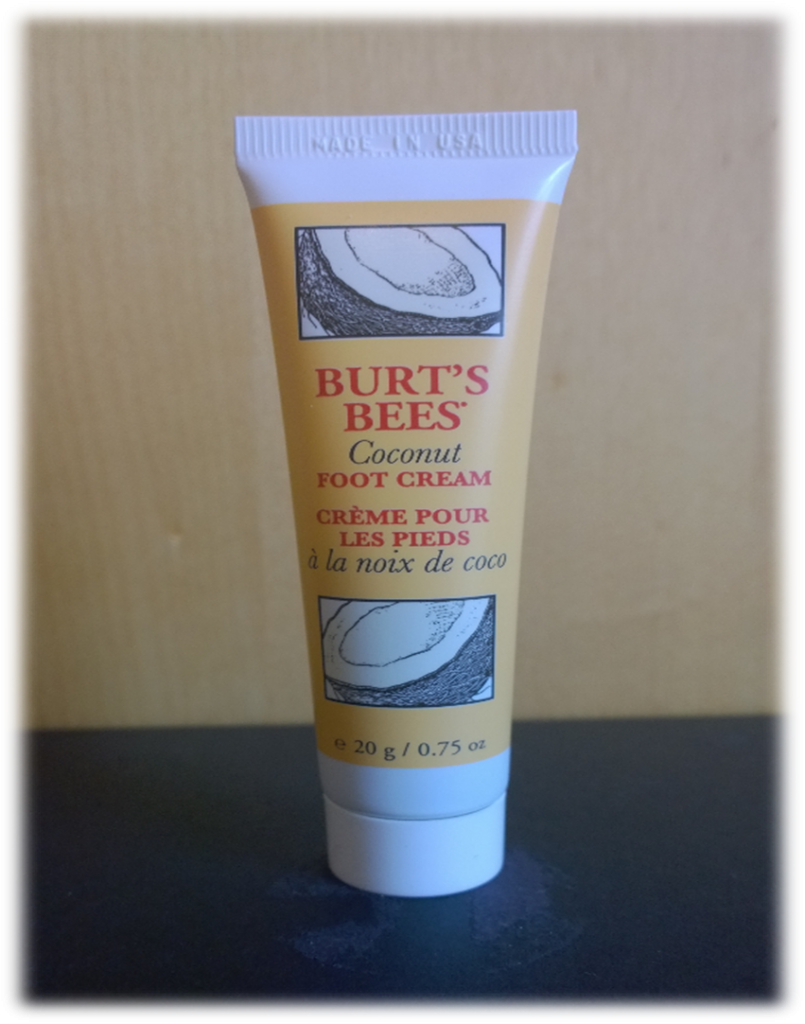 MADE IN USA
BURT'S
BEES®
Coconut
FOOT CREAM
CRÈME POUR
LES PIEDS
à la noix de coco
℮ 20 g / 0.75 oz